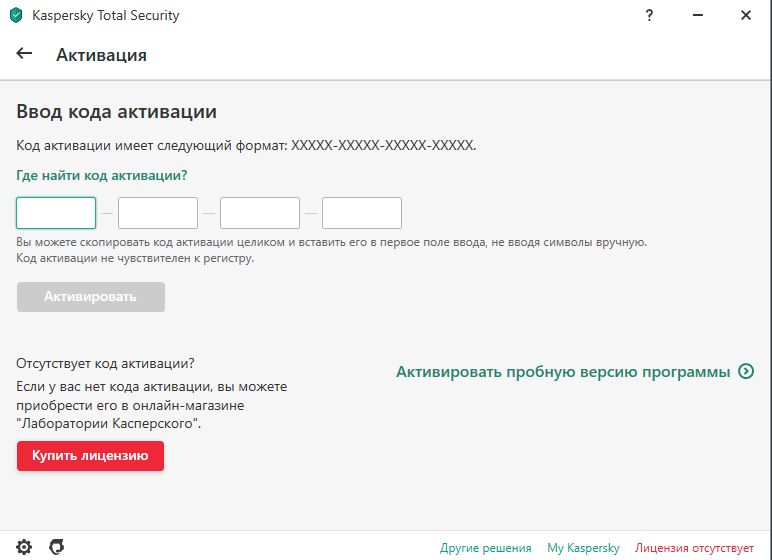 Kaspersky Total Security
?
Активация
Ввод кода активации
Код активации имеет следующий формат: XXXXX-XXXXX-XXXXX-XXXXX.
Где найти код активации?
Вы можете скопировать код активации целиком и вставить его в первое поле ввода, не вводя символы вручную.
Код активации не чувствителен к регистру.
Активировать
Отсутствует код активации?
Если у вас нет кода активации, вы можете
приобрести его в онлайн-магазине
"Лаборатории Касперского".
Купить лицензию
Активировать пробную версию программы
Другие решения
My Kaspersky
Лицензия отсутствует